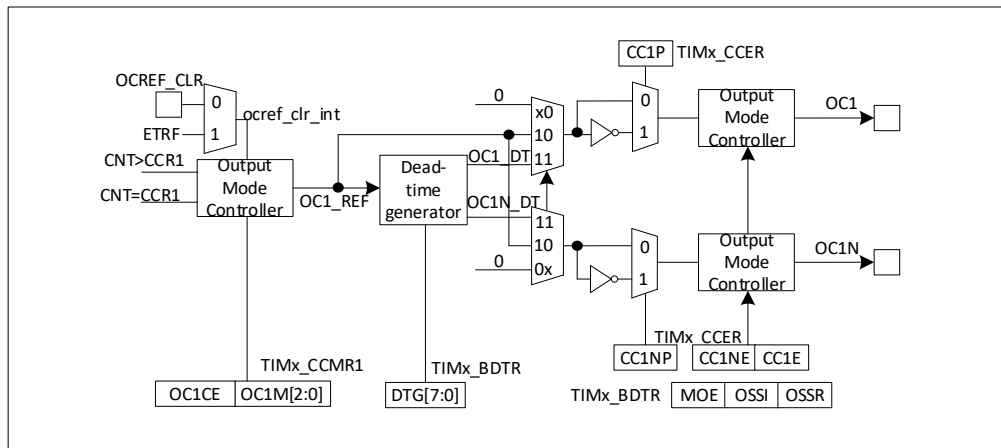 CC1P TIMx_CCER
OCREF_CLR
0
1
ETRF
ocref_clr_int
CNT>CCR1
CNT=CCR1
Output
Mode
Controller
OC1_REF
Dead-
time
generator
OC1_DT
OC1N_DT
0
x0
10
11
11
10
0x
0
0
1
Output
Mode
Controller
OC1
0
1
Output
Mode
Controller
OC1N
TIMx_CCMR1
OC1CE OC1M[2:0]
TIMx_BDTR
DTG[7:0]
TIMx_CCER
CC1NP CC1NE CC1E
TIMx_BDTR MOE OSSI OSSR